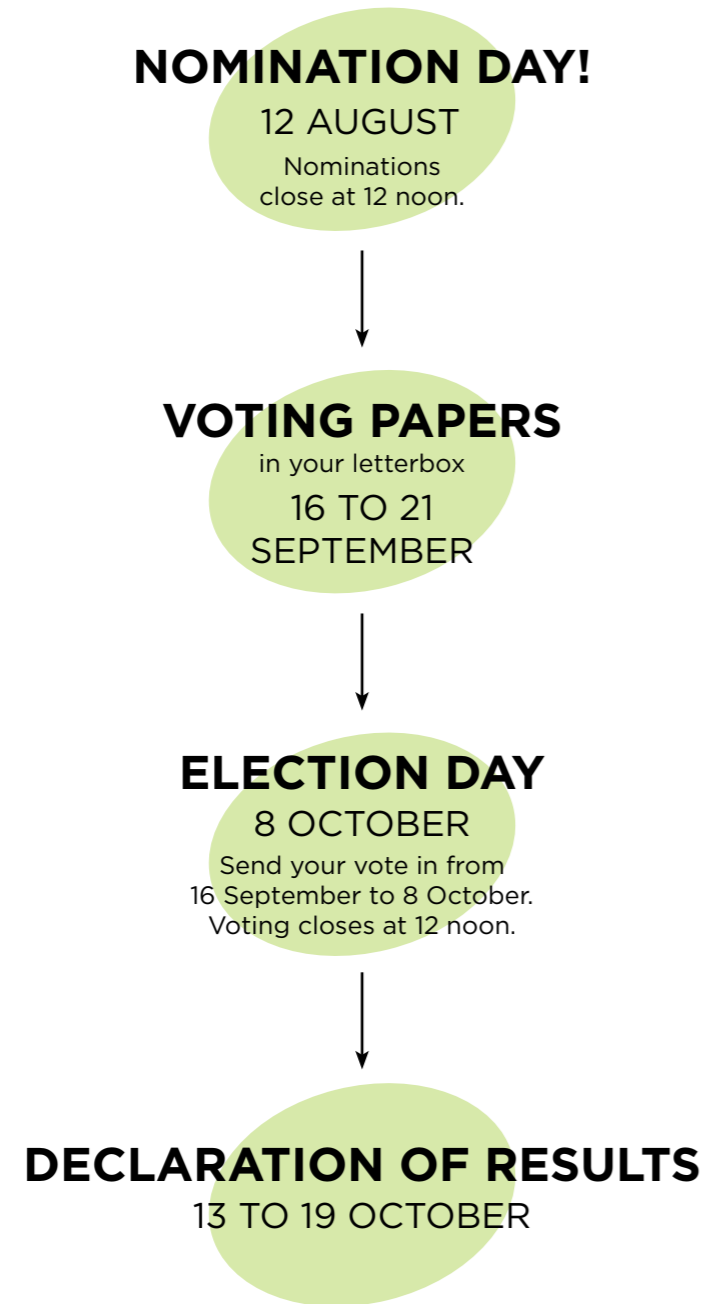 NOMINATION DAY!
12 AUGUST
Nominations
close at 12 noon.
VOTING PAPERS
in your letterbox
16 TO 21
SEPTEMBER
ELECTION DAY
8 OCTOBER
Send your vote in from
16 September to 8 October.
Voting closes at 12 noon.
DECLARATION OF RESULTS
13 TO 19 OCTOBER